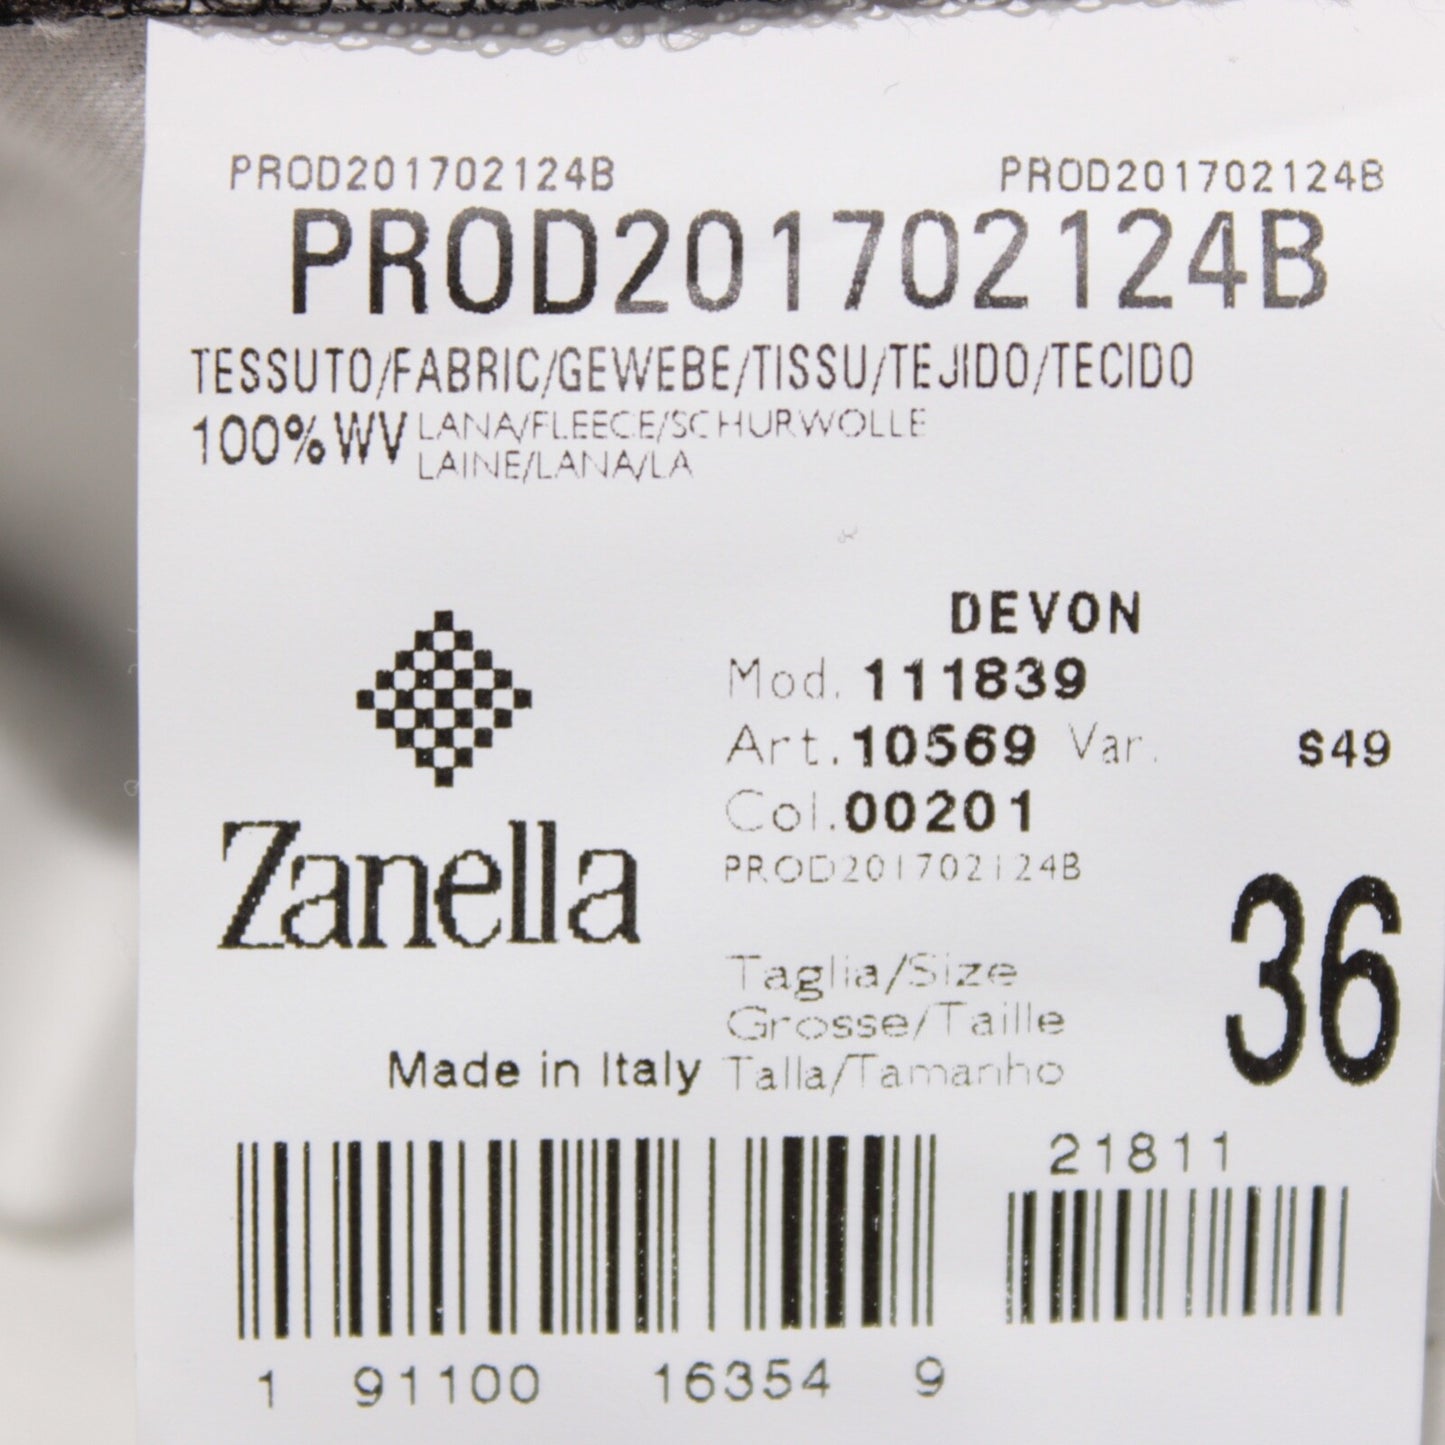 PROD201702124B PROD201702124B
PROD201702124B
TESSUTO/FABRIC/GEWEBE/TISSU/TEJIDO/TECIDO
100% WV LANA/FLEECE/SCHURWOLLE
LAINE/LANA/LA
DEVON
Mod. 111839
Art. 10569 Var. S49
Col. 00201
PROD201702124B
Zanella
36
Taglia/Size
Grosse/Taille
Made in Italy Talla/Tamanho
21811
1 91100 16354 9